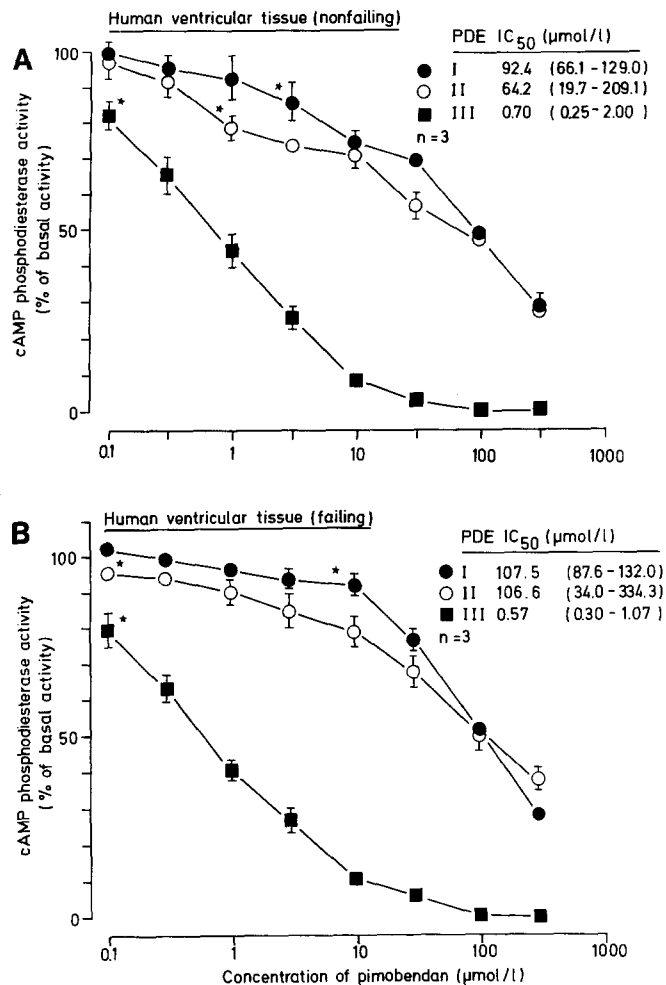 A
Human ventricular tissue (nonfailing)
PDE IC50 (µmol/l)
I 92.4 (66.1-129.0)
II 64.2 (19.7-209.1)
III 0.70 (0.25-2.00)
n=3
cAMP phosphodiesterase activity
(% of basal activity)
100
50
0
*
*
*
0.1 1 10 100 1000
B
Human ventricular tissue (failing)
PDE IC50 (µmol/l)
I 107.5 (87.6-132.0)
II 106.6 (34.0-334.3)
III 0.57 (0.30-1.07)
n=3
cAMP phosphodiesterase activity
(% of basal activity)
100
50
0
*
*
*
0.1 1 10 100 1000
Concentration of pimobendan (µmol/l)